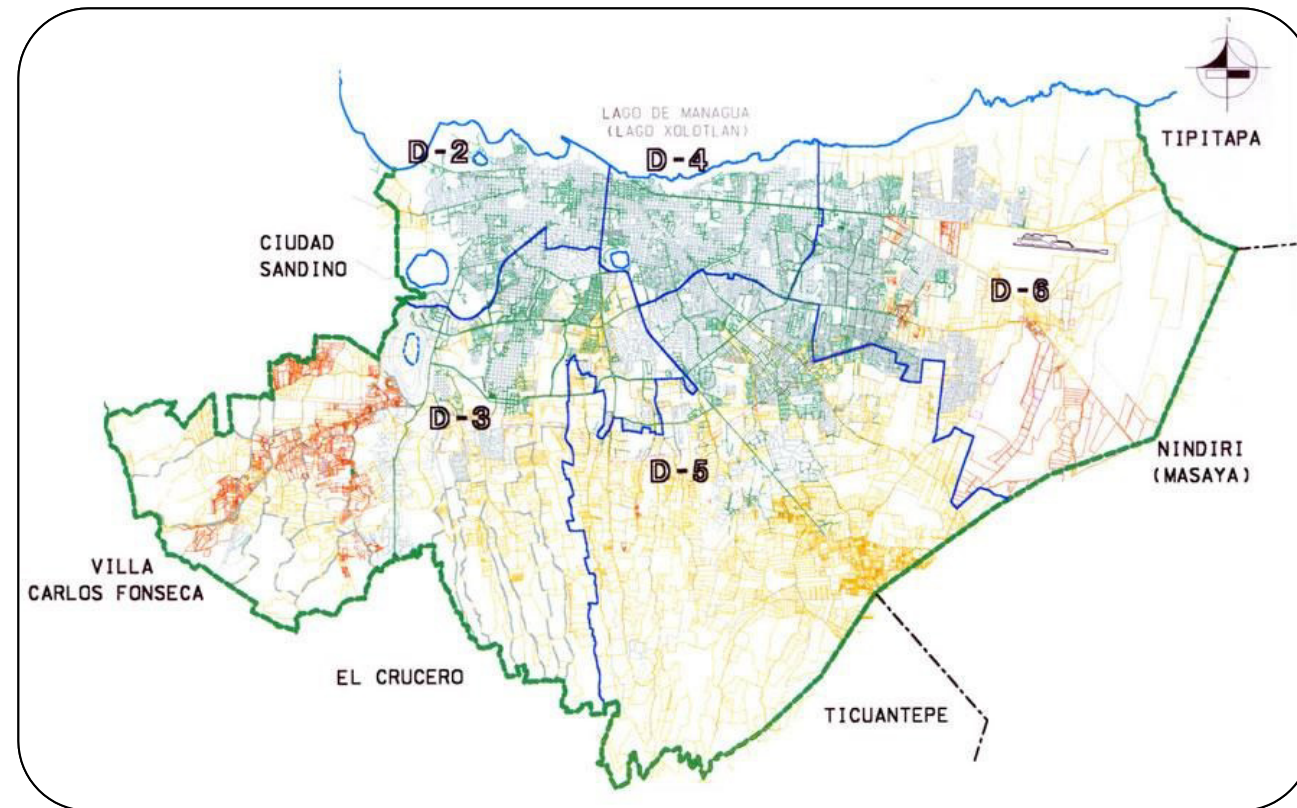 LAGO DE MANAGUA
(LAGO XOLOTLAN)
TIPITAPA
D-2
D-4
CIUDAD
SANDINO
D-6
D-3
D-5
NINDIRI
(MASAYA)
VILLA
CARLOS FONSECA
EL CRUCERO
TICUANTEPE